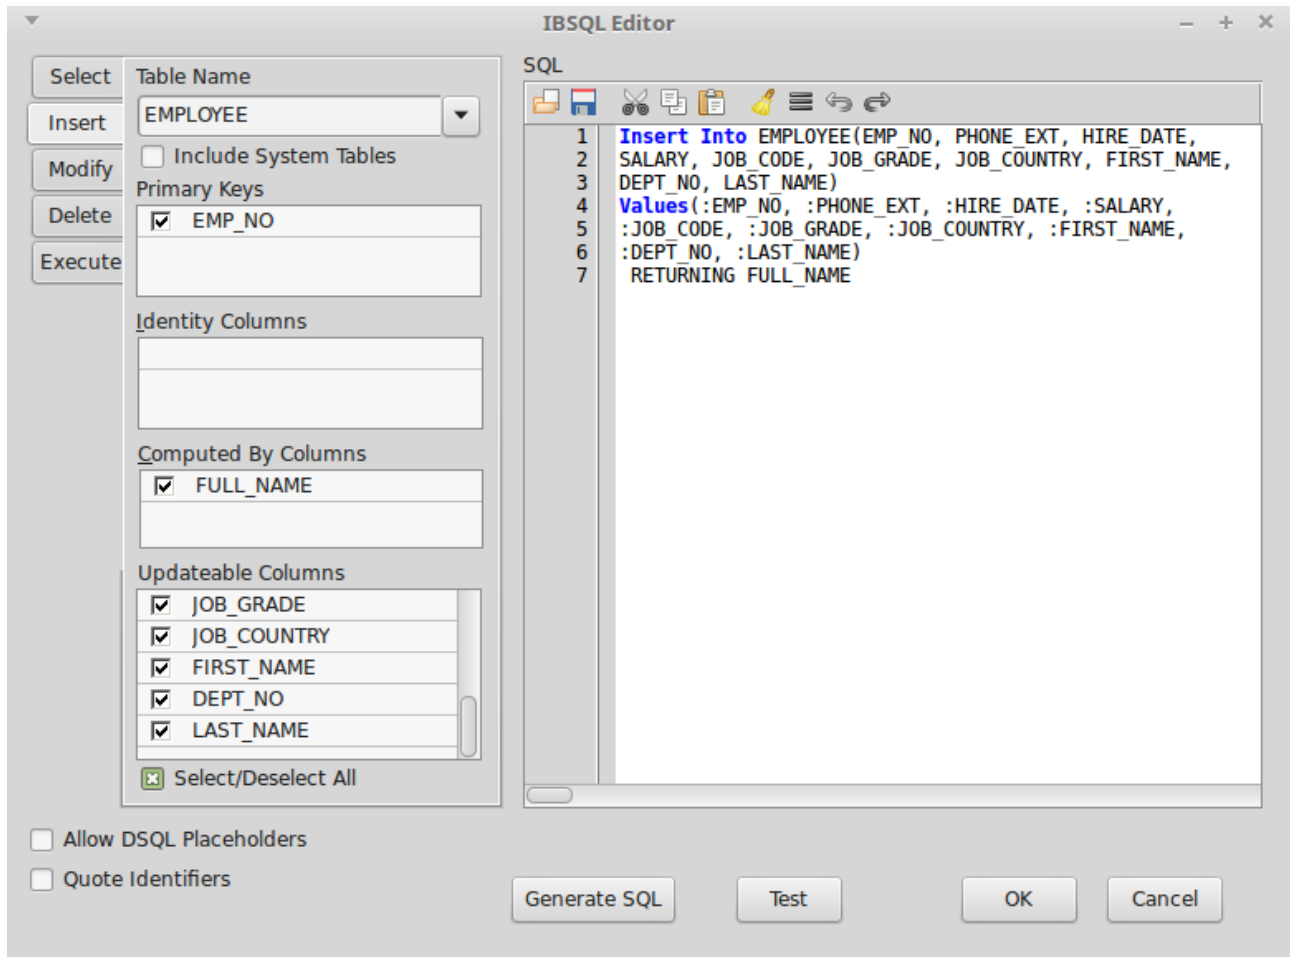 IBSQL Editor
Select
Insert
Modify
Delete
Execute
Table Name
EMPLOYEE
Include System Tables
Primary Keys
EMP_NO
Identity Columns
Computed By Columns
FULL_NAME
Updateable Columns
JOB_GRADE
JOB_COUNTRY
FIRST_NAME
DEPT_NO
LAST_NAME
Select/Deselect All
SQL
1 Insert Into EMPLOYEE(EMP_NO, PHONE_EXT, HIRE_DATE,
2 SALARY, JOB_CODE, JOB_GRADE, JOB_COUNTRY, FIRST_NAME,
3 DEPT_NO, LAST_NAME)
4 Values(:EMP_NO, :PHONE_EXT, :HIRE_DATE, :SALARY,
5 :JOB_CODE, :JOB_GRADE, :JOB_COUNTRY, :FIRST_NAME,
6 :DEPT_NO, :LAST_NAME)
7 RETURNING FULL_NAME
Allow DSQL Placeholders
Quote Identifiers
Generate SQL
Test
OK
Cancel